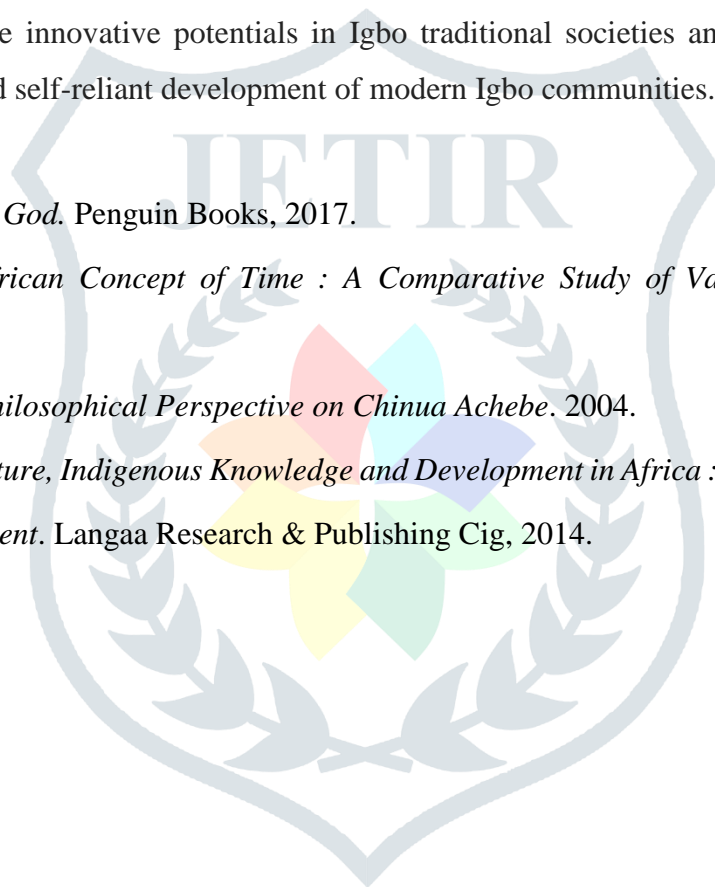 e innovative potentials in Igbo traditional societies an
d self-reliant development of modern Igbo communities.
JETIR
God. Penguin Books, 2017.
frican Concept of Time : A Comparative Study of Va
hilosophical Perspective on Chinua Achebe. 2004.
ture, Indigenous Knowledge and Development in Africa :
ent. Langaa Research & Publishing Cig, 2014.